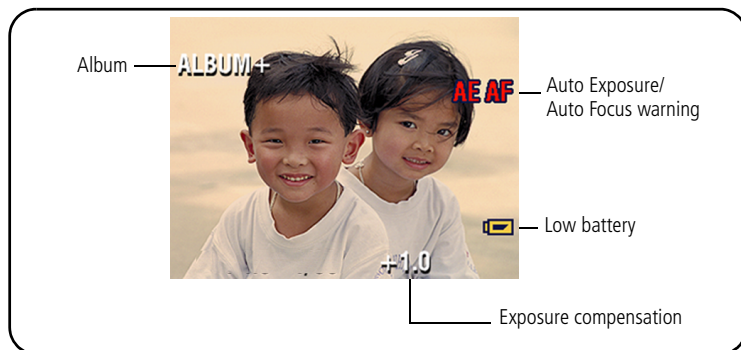 Album
ALBUM+
AE AF
Auto Exposure/
Auto Focus warning
Low battery
+1.0
Exposure compensation